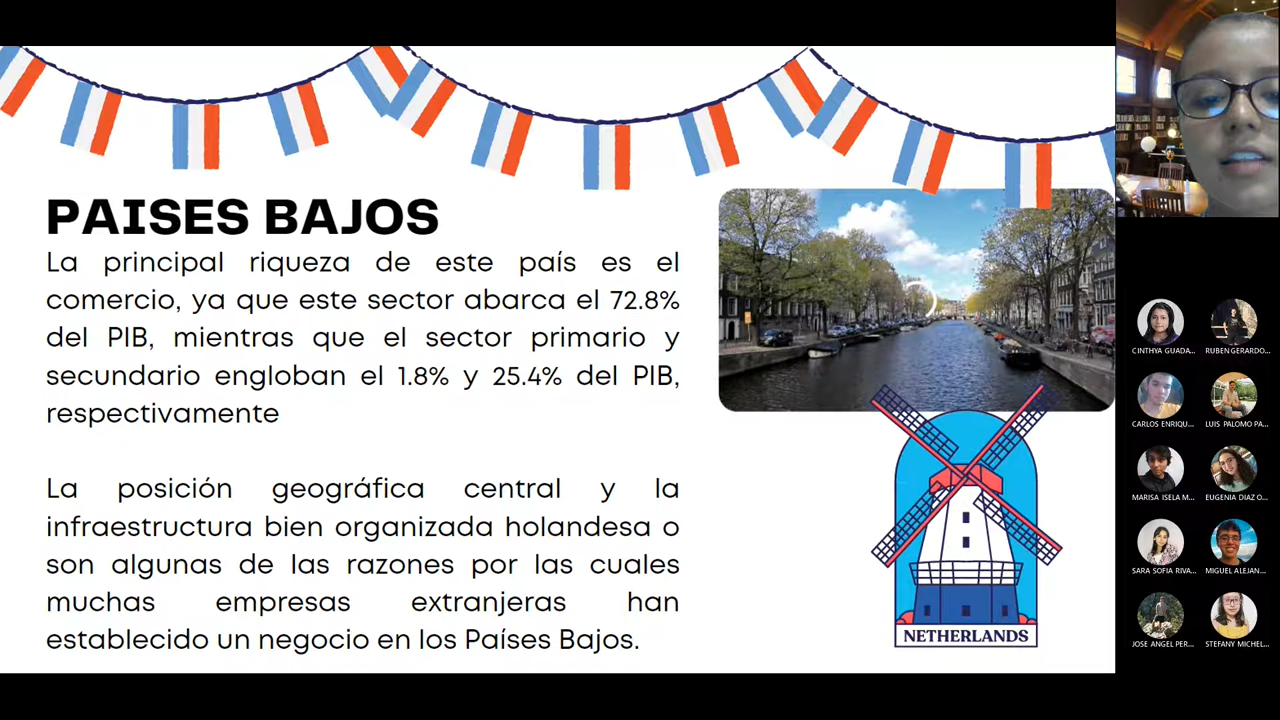 PAISES BAJOS
La principal riqueza de este país es el
comercio, ya que este sector abarca el 72.8%
del PIB, mientras que el sector primario y
secundario engloban el 1.8% y 25.4% del PIB,
respectivamente
La posición geográfica central y la
infraestructura bien organizada holandesa o
son algunas de las razones por las cuales
muchas empresas extranjeras han
establecido un negocio en los Países Bajos.
NETHERLANDS
CINTHYA GUADA... RUBEN GERARDO...
CARLOS ENRIQU... LUIS PALOMO PA...
MARISA ISELA M... EUGENIA DIAZ O...
SARA SOFIA RIVA... MIGUEL ALEJAN...
JOSE ANGEL PER... STEFANY MICHEL...